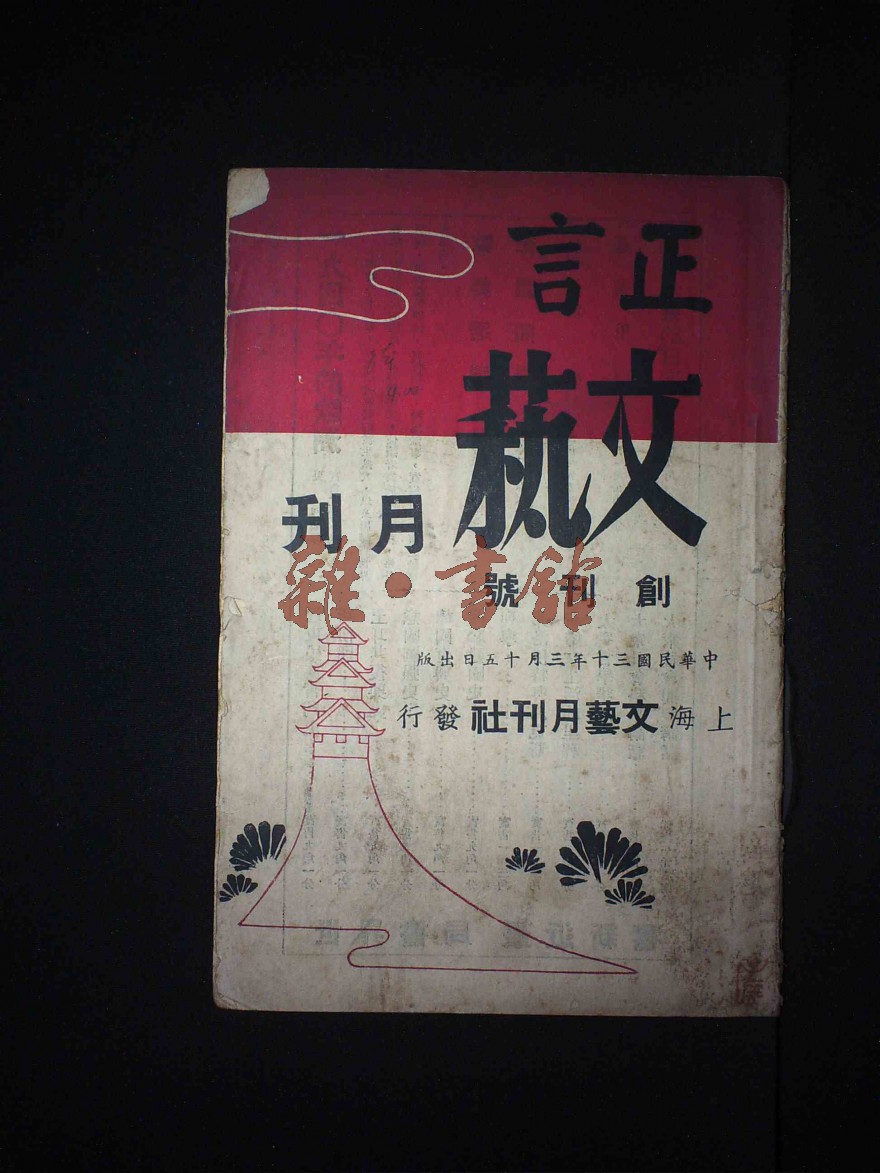 正言
文藝
月刊
創刊號
中華民國三十年三月十五日出版
上海文藝月刊社發行
雜·書館